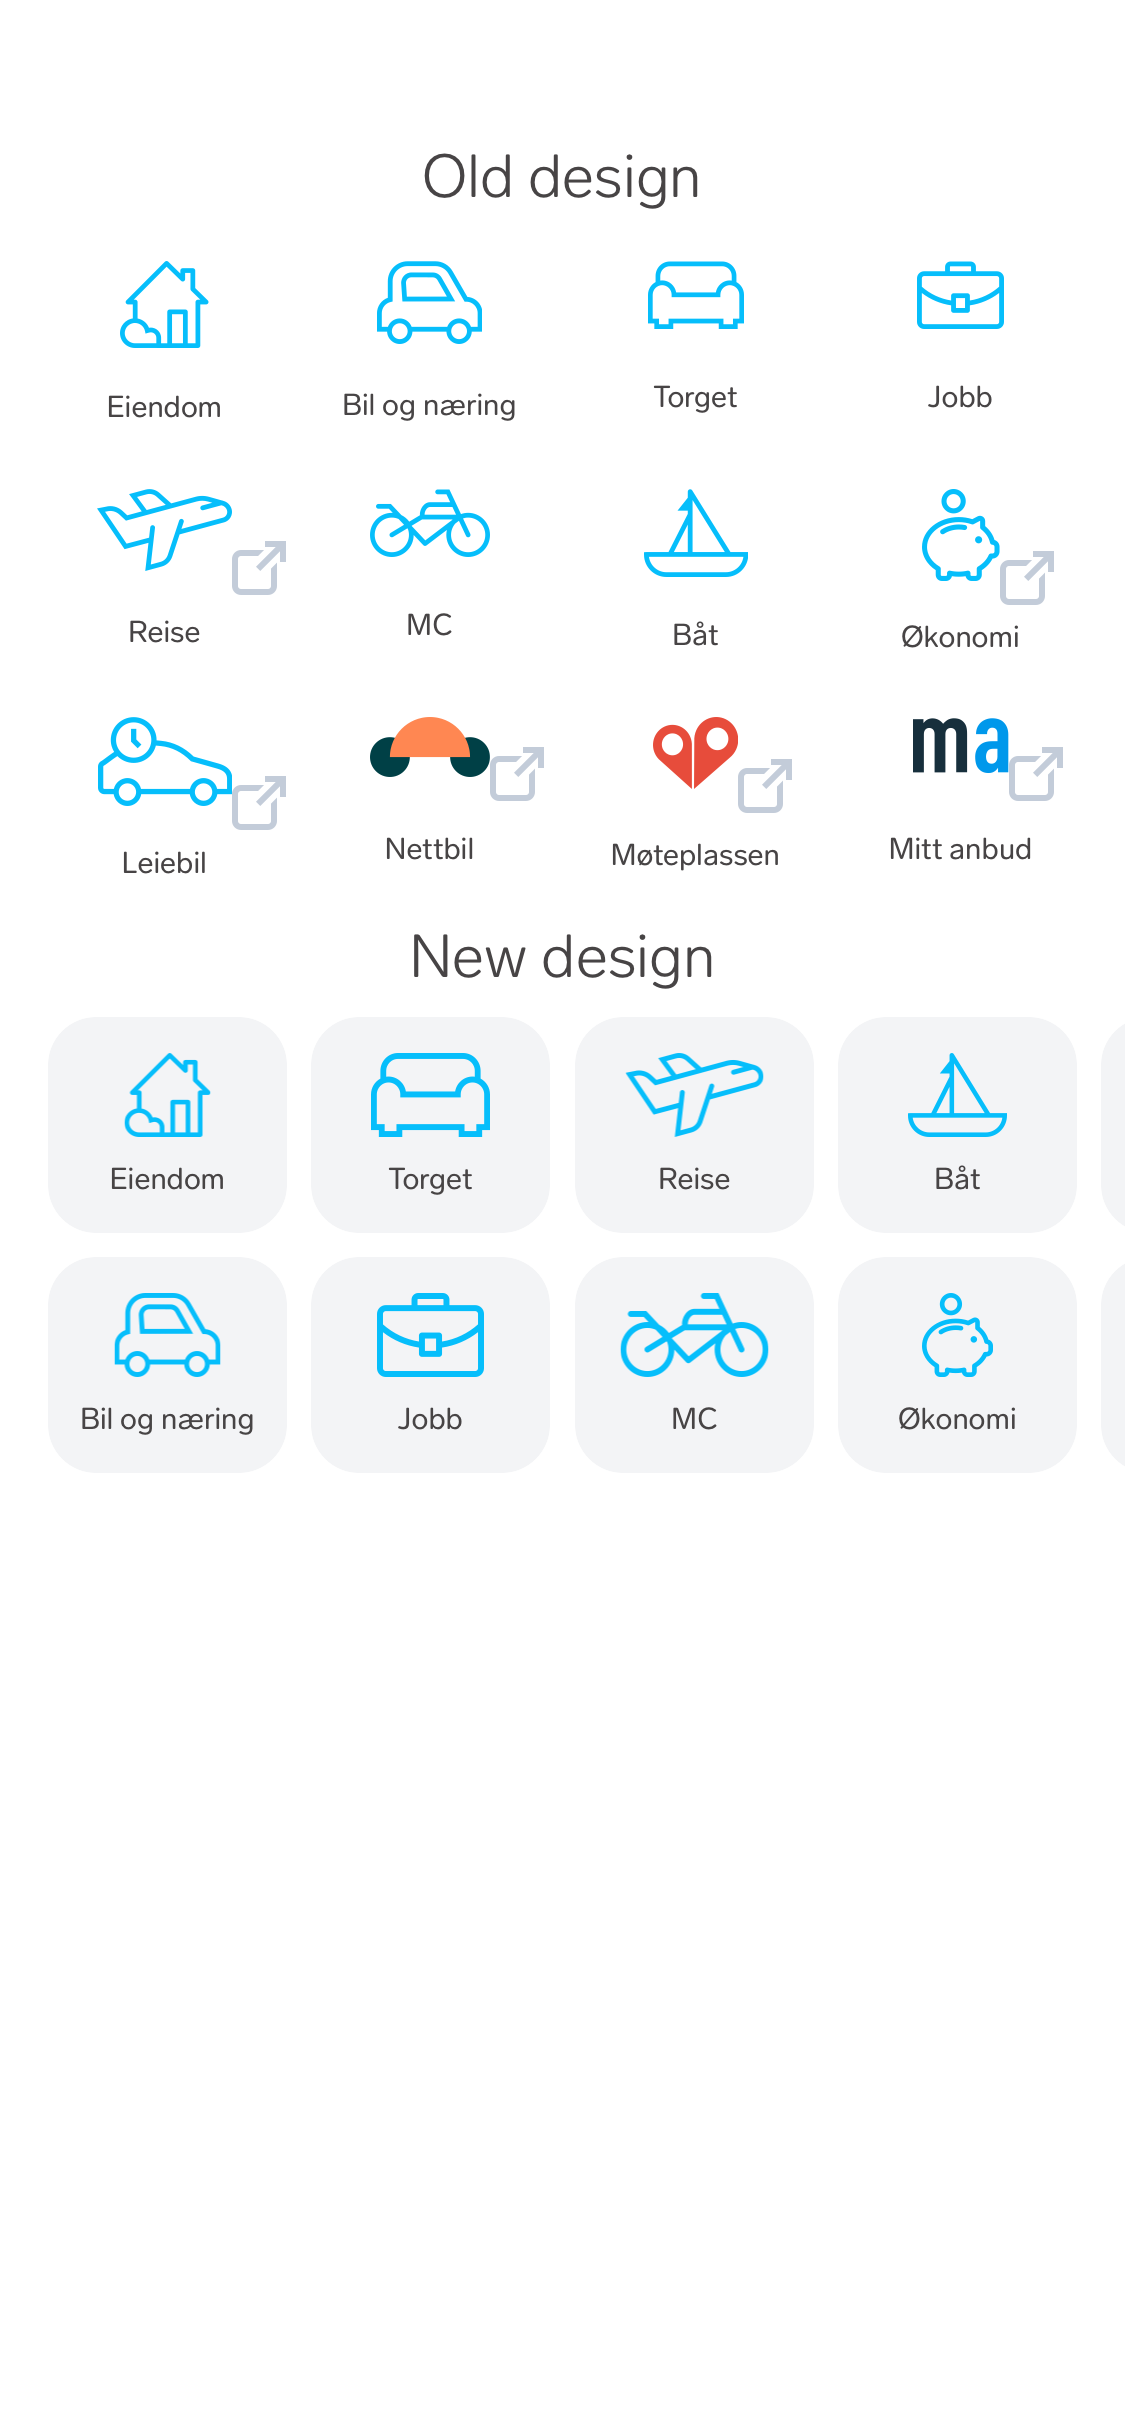 Old design
Eiendom
Bil og næring
Torget
Jobb
Reise
MC
Båt
Økonomi
ma
Leiebil
Nettbil
Møteplassen
Mitt anbud
New design
Eiendom
Torget
Reise
Båt
Bil og næring
Jobb
MC
Økonomi